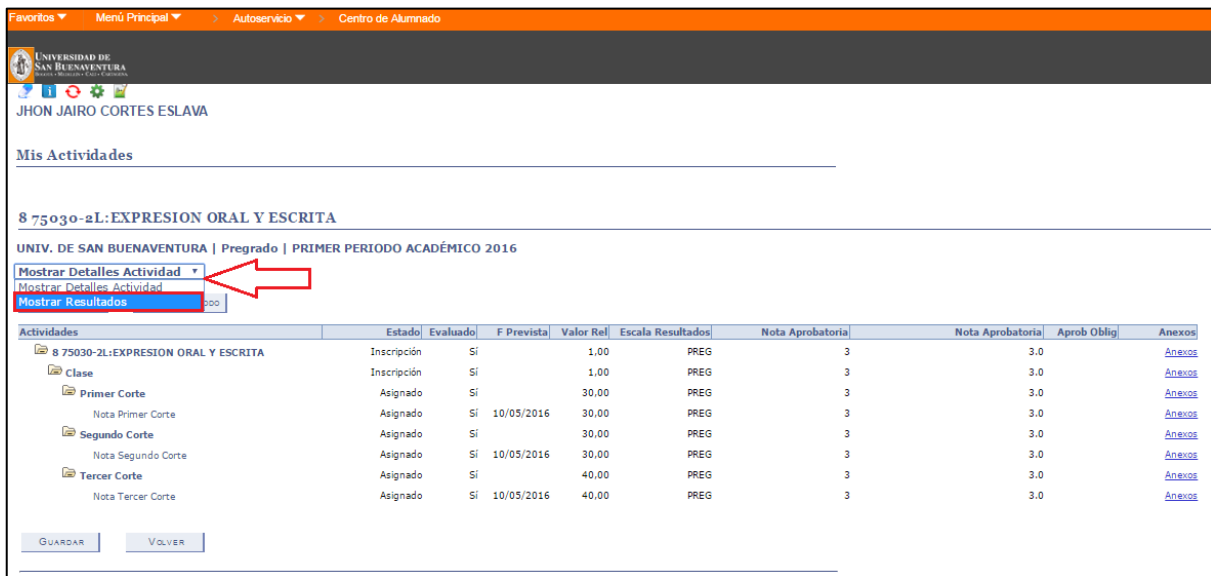 Favoritos ▼ Menú Principal ▼ > Autoservicio ▼ > Centro de Alumnado
UNIVERSIDAD DE
SAN BUENAVENTURA
JHON JAIRO CORTES ESLAVA
Mis Actividades
8 75030-2L:EXPRESION ORAL Y ESCRITA
UNIV. DE SAN BUENAVENTURA | Pregrado | PRIMER PERIODO ACADÉMICO 2016
Mostrar Detalles Actividad ▼
Mostrar Detalles Actividad
Mostrar Resultados
Actividades Estado Evaluado F Prevista Valor Rel Escala Resultados Nota Aprobatoria Nota Aprobatoria Aprob Oblig Anexos
8 75030-2L:EXPRESION ORAL Y ESCRITA Inscripción Sí 1,00 PREG 3 3.0 Anexos
Clase Inscripción Sí 1,00 PREG 3 3.0 Anexos
Primer Corte Asignado Sí 30,00 PREG 3 3.0 Anexos
Nota Primer Corte Asignado Sí 10/05/2016 30,00 PREG 3 3.0 Anexos
Segundo Corte Asignado Sí 30,00 PREG 3 3.0 Anexos
Nota Segundo Corte Asignado Sí 10/05/2016 30,00 PREG 3 3.0 Anexos
Tercer Corte Asignado Sí 40,00 PREG 3 3.0 Anexos
Nota Tercer Corte Asignado Sí 10/05/2016 40,00 PREG 3 3.0 Anexos
GUARDAR VOLVER